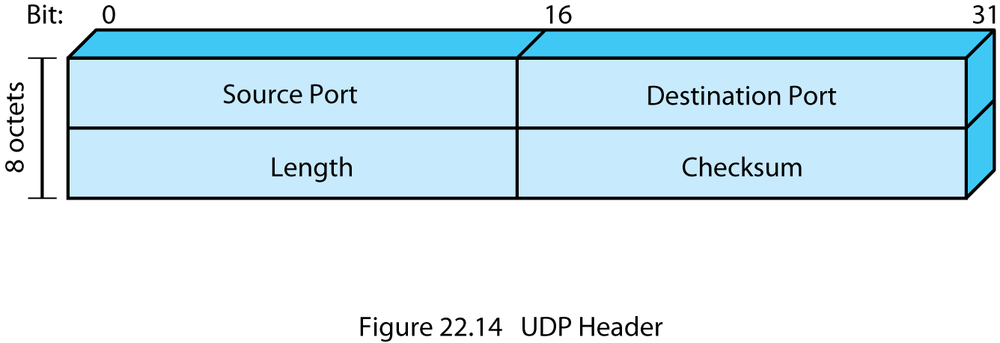 Bit: 0 16 31
8 octets
Source Port Destination Port
Length Checksum
Figure 22.14 UDP Header